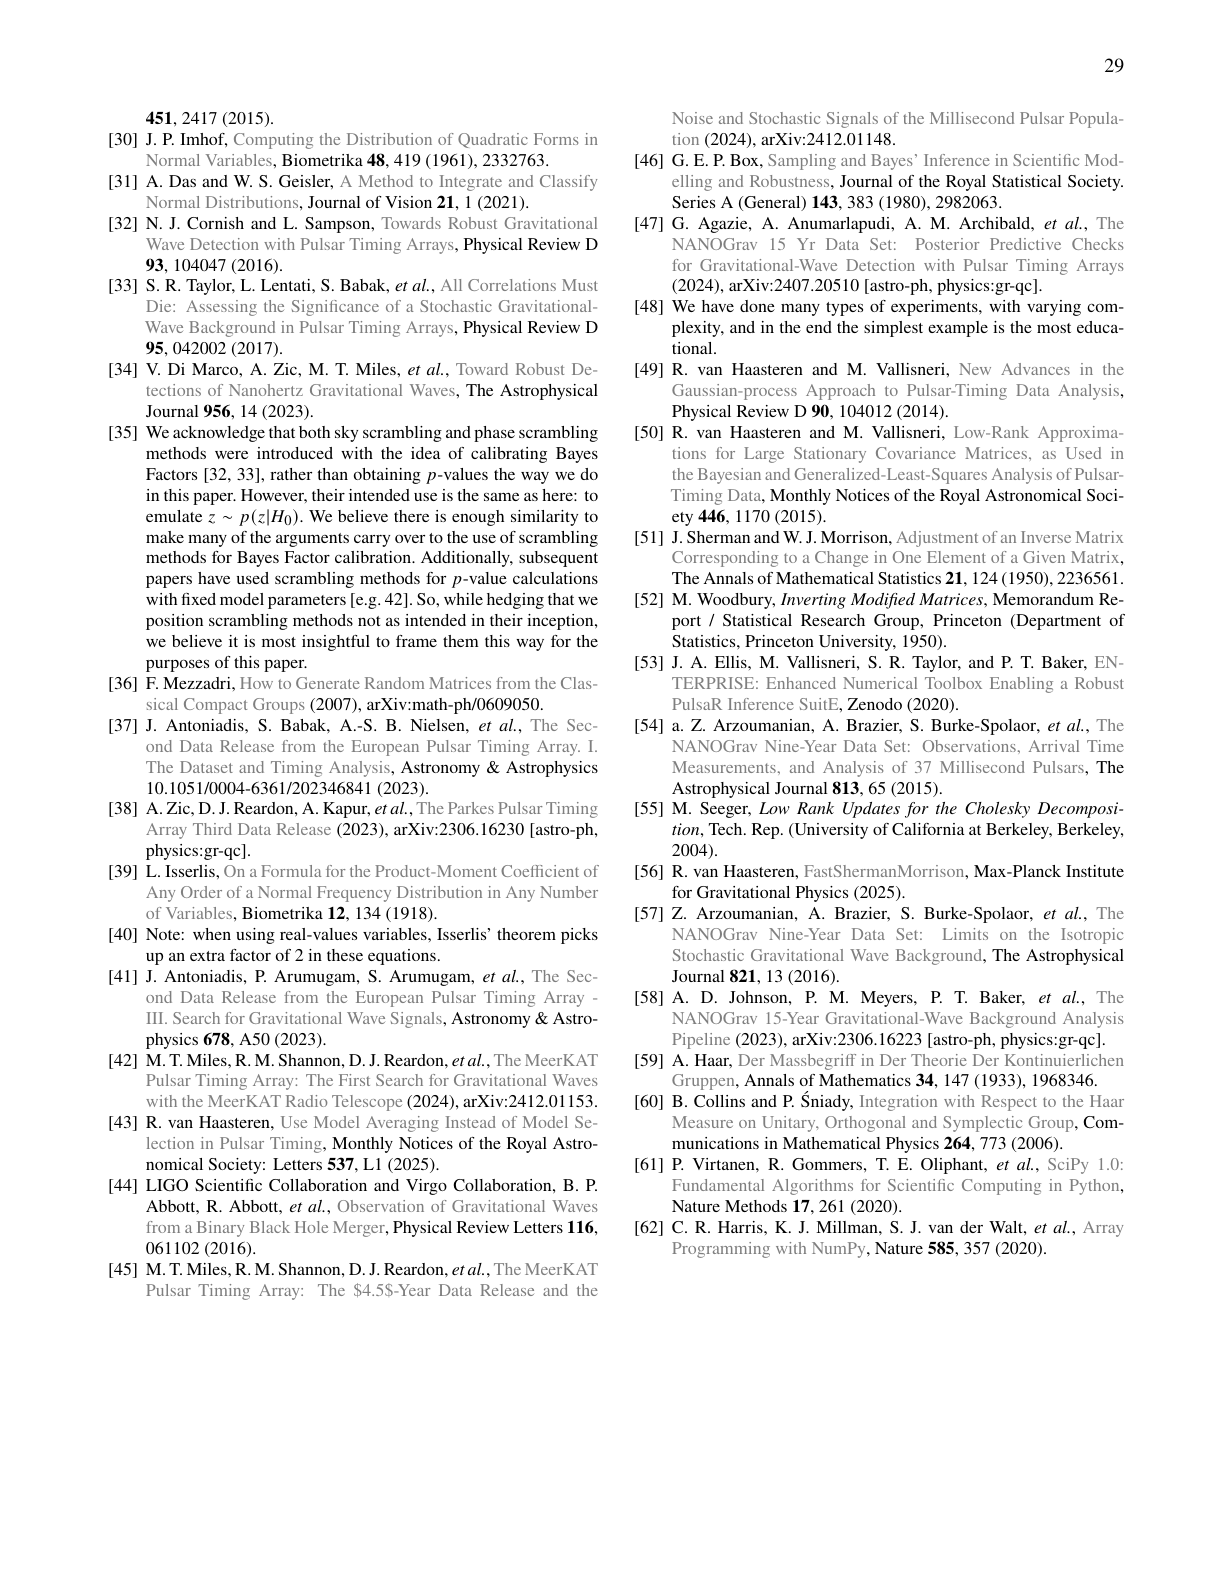 29
451, 2417 (2015).
[30] J. P. Imhof, Computing the Distribution of Quadratic Forms in
Normal Variables, Biometrika 48, 419 (1961), 2332763.
[31] A. Das and W. S. Geisler, A Method to Integrate and Classify
Normal Distributions, Journal of Vision 21, 1 (2021).
[32] N. J. Cornish and L. Sampson, Towards Robust Gravitational
Wave Detection with Pulsar Timing Arrays, Physical Review D
93, 104047 (2016).
[33] S. R. Taylor, L. Lentati, S. Babak, et al., All Correlations Must
Die: Assessing the Significance of a Stochastic Gravitational-
Wave Background in Pulsar Timing Arrays, Physical Review D
95, 042002 (2017).
[34] V. Di Marco, A. Zic, M. T. Miles, et al., Toward Robust De-
tections of Nanohertz Gravitational Waves, The Astrophysical
Journal 956, 14 (2023).
[35] We acknowledge that both sky scrambling and phase scrambling
methods were introduced with the idea of calibrating Bayes
Factors [32, 33], rather than obtaining p-values the way we do
in this paper. However, their intended use is the same as here: to
emulate z ∼ p(z|H0). We believe there is enough similarity to
make many of the arguments carry over to the use of scrambling
methods for Bayes Factor calibration. Additionally, subsequent
papers have used scrambling methods for p-value calculations
with fixed model parameters [e.g. 42]. So, while hedging that we
position scrambling methods not as intended in their inception,
we believe it is most insightful to frame them this way for the
purposes of this paper.
[36] F. Mezzadri, How to Generate Random Matrices from the Clas-
sical Compact Groups (2007), arXiv:math-ph/0609050.
[37] J. Antoniadis, S. Babak, A.-S. B. Nielsen, et al., The Sec-
ond Data Release from the European Pulsar Timing Array. I.
The Dataset and Timing Analysis, Astronomy & Astrophysics
10.1051/0004-6361/202346841 (2023).
[38] A. Zic, D. J. Reardon, A. Kapur, et al., The Parkes Pulsar Timing
Array Third Data Release (2023), arXiv:2306.16230 [astro-ph,
physics:gr-qc].
[39] L. Isserlis, On a Formula for the Product-Moment Coefficient of
Any Order of a Normal Frequency Distribution in Any Number
of Variables, Biometrika 12, 134 (1918).
[40] Note: when using real-values variables, Isserlis' theorem picks
up an extra factor of 2 in these equations.
[41] J. Antoniadis, P. Arumugam, S. Arumugam, et al., The Sec-
ond Data Release from the European Pulsar Timing Array -
III. Search for Gravitational Wave Signals, Astronomy & Astro-
physics 678, A50 (2023).
[42] M. T. Miles, R. M. Shannon, D. J. Reardon, et al., The MeerKAT
Pulsar Timing Array: The First Search for Gravitational Waves
with the MeerKAT Radio Telescope (2024), arXiv:2412.01153.
[43] R. van Haasteren, Use Model Averaging Instead of Model Se-
lection in Pulsar Timing, Monthly Notices of the Royal Astro-
nomical Society: Letters 537, L1 (2025).
[44] LIGO Scientific Collaboration and Virgo Collaboration, B. P.
Abbott, R. Abbott, et al., Observation of Gravitational Waves
from a Binary Black Hole Merger, Physical Review Letters 116,
061102 (2016).
[45] M. T. Miles, R. M. Shannon, D. J. Reardon, et al., The MeerKAT
Pulsar Timing Array: The $4.5$-Year Data Release and the
Noise and Stochastic Signals of the Millisecond Pulsar Popula-
tion (2024), arXiv:2412.01148.
[46] G. E. P. Box, Sampling and Bayes' Inference in Scientific Mod-
elling and Robustness, Journal of the Royal Statistical Society.
Series A (General) 143, 383 (1980), 2982063.
[47] G. Agazie, A. Anumarlapudi, A. M. Archibald, et al., The
NANOGrav 15 Yr Data Set: Posterior Predictive Checks
for Gravitational-Wave Detection with Pulsar Timing Arrays
(2024), arXiv:2407.20510 [astro-ph, physics:gr-qc].
[48] We have done many types of experiments, with varying com-
plexity, and in the end the simplest example is the most educa-
tional.
[49] R. van Haasteren and M. Vallisneri, New Advances in the
Gaussian-process Approach to Pulsar-Timing Data Analysis,
Physical Review D 90, 104012 (2014).
[50] R. van Haasteren and M. Vallisneri, Low-Rank Approxima-
tions for Large Stationary Covariance Matrices, as Used in
the Bayesian and Generalized-Least-Squares Analysis of Pulsar-
Timing Data, Monthly Notices of the Royal Astronomical Soci-
ety 446, 1170 (2015).
[51] J. Sherman and W. J. Morrison, Adjustment of an Inverse Matrix
Corresponding to a Change in One Element of a Given Matrix,
The Annals of Mathematical Statistics 21, 124 (1950), 2236561.
[52] M. Woodbury, Inverting Modified Matrices, Memorandum Re-
port / Statistical Research Group, Princeton (Department of
Statistics, Princeton University, 1950).
[53] J. A. Ellis, M. Vallisneri, S. R. Taylor, and P. T. Baker, EN-
TERPRISE: Enhanced Numerical Toolbox Enabling a Robust
PulsaR Inference SuitE, Zenodo (2020).
[54] a. Z. Arzoumanian, A. Brazier, S. Burke-Spolaor, et al., The
NANOGrav Nine-Year Data Set: Observations, Arrival Time
Measurements, and Analysis of 37 Millisecond Pulsars, The
Astrophysical Journal 813, 65 (2015).
[55] M. Seeger, Low Rank Updates for the Cholesky Decomposi-
tion, Tech. Rep. (University of California at Berkeley, Berkeley,
2004).
[56] R. van Haasteren, FastShermanMorrison, Max-Planck Institute
for Gravitational Physics (2025).
[57] Z. Arzoumanian, A. Brazier, S. Burke-Spolaor, et al., The
NANOGrav Nine-Year Data Set: Limits on the Isotropic
Stochastic Gravitational Wave Background, The Astrophysical
Journal 821, 13 (2016).
[58] A. D. Johnson, P. M. Meyers, P. T. Baker, et al., The
NANOGrav 15-Year Gravitational-Wave Background Analysis
Pipeline (2023), arXiv:2306.16223 [astro-ph, physics:gr-qc].
[59] A. Haar, Der Massbegriff in Der Theorie Der Kontinuierlichen
Gruppen, Annals of Mathematics 34, 147 (1933), 1968346.
[60] B. Collins and P. Śniady, Integration with Respect to the Haar
Measure on Unitary, Orthogonal and Symplectic Group, Com-
munications in Mathematical Physics 264, 773 (2006).
[61] P. Virtanen, R. Gommers, T. E. Oliphant, et al., SciPy 1.0:
Fundamental Algorithms for Scientific Computing in Python,
Nature Methods 17, 261 (2020).
[62] C. R. Harris, K. J. Millman, S. J. van der Walt, et al., Array
Programming with NumPy, Nature 585, 357 (2020).